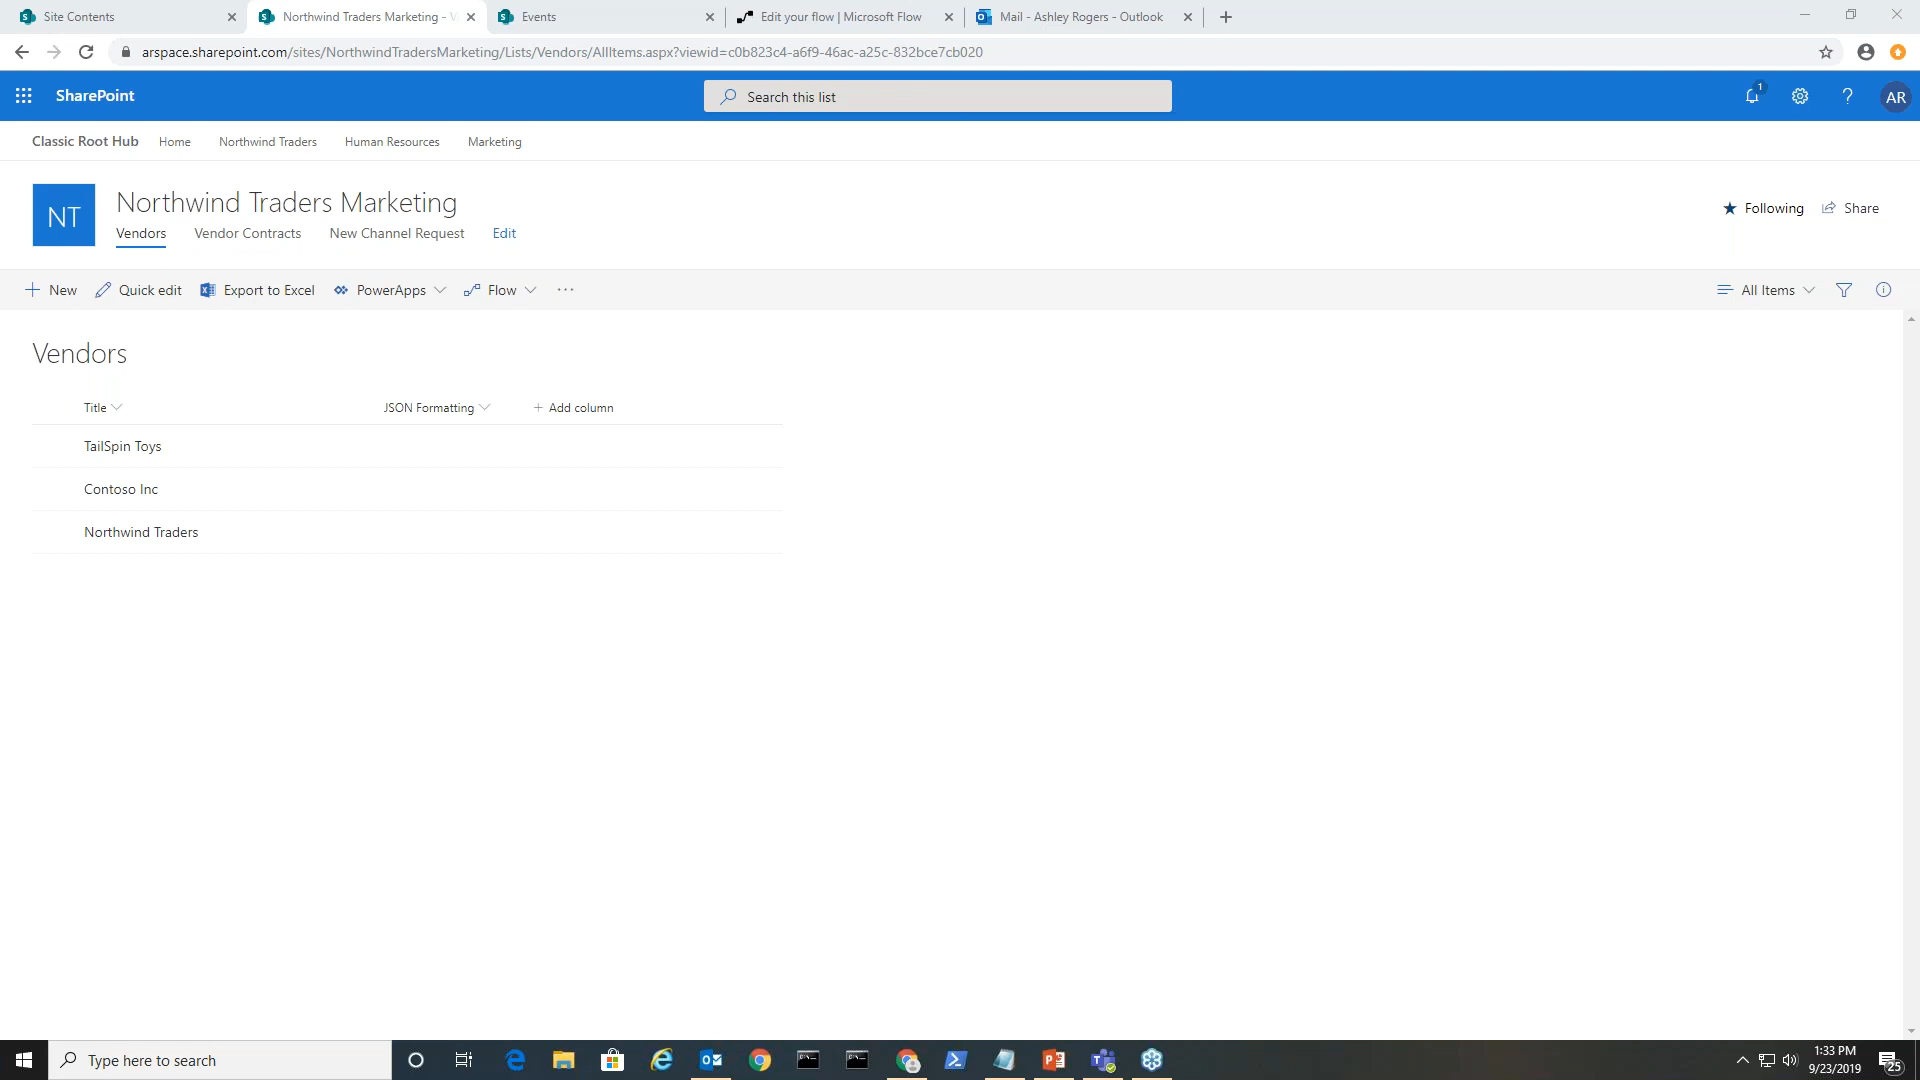 Site Contents
Northwind Traders Marketing - V
Events
Edit your flow | Microsoft Flow
Mail - Ashley Rogers - Outlook
arspace.sharepoint.com/sites/NorthwindTradersMarketing/Lists/Vendors/AllItems.aspx?viewid=c0b823c4-a6f9-46ac-a25c-832bce7cb020
SharePoint
Search this list
1
AR
Classic Root Hub
Home
Northwind Traders
Human Resources
Marketing
NT
Northwind Traders Marketing
Following
Share
Vendors
Vendor Contracts
New Channel Request
Edit
New
Quick edit
Export to Excel
PowerApps
Flow
All Items
Vendors
Title
JSON Formatting
Add column
TailSpin Toys
Contoso Inc
Northwind Traders
Type here to search
1:33 PM
9/23/2019
25